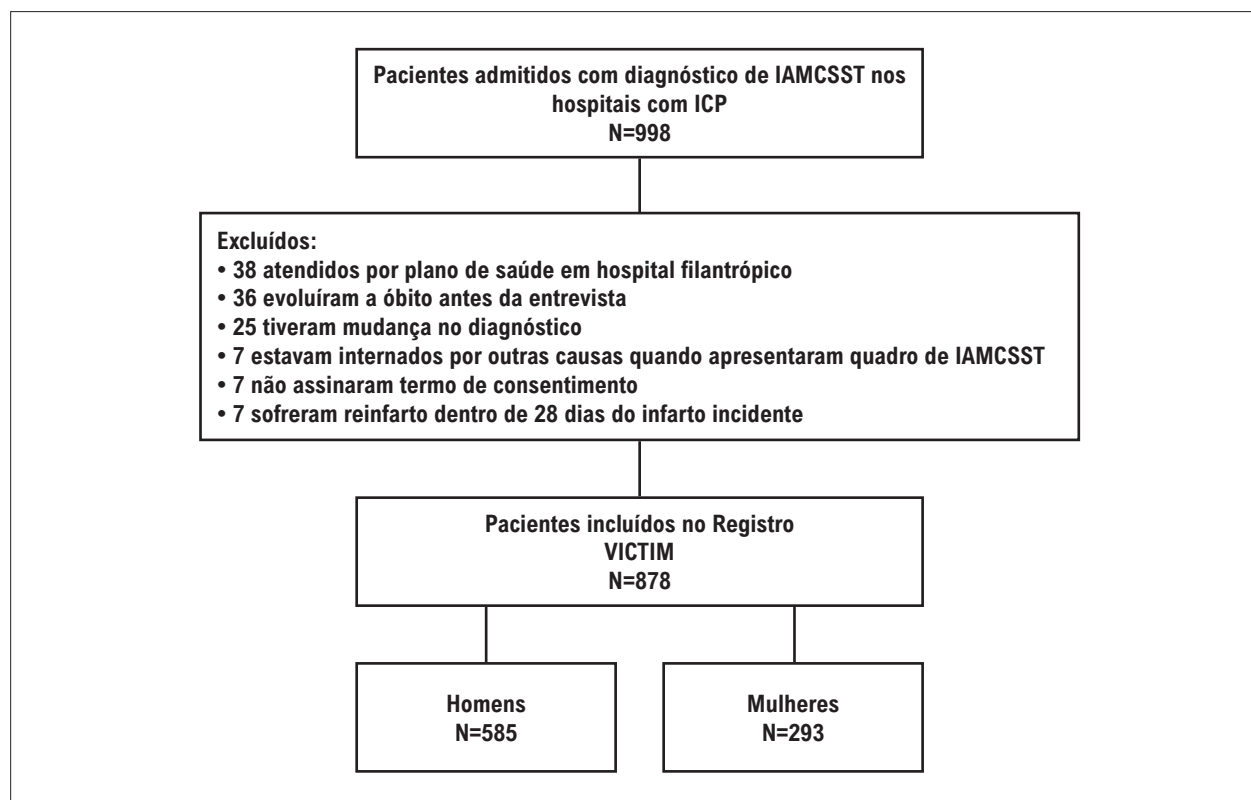 Pacientes admitidos com diagnóstico de IAMCSST nos
hospitais com ICP
N=998
Excluídos:
• 38 atendidos por plano de saúde em hospital filantrópico
• 36 evoluíram a óbito antes da entrevista
• 25 tiveram mudança no diagnóstico
• 7 estavam internados por outras causas quando apresentaram quadro de IAMCSST
• 7 não assinaram termo de consentimento
• 7 sofreram reinfarto dentro de 28 dias do infarto incidente
Pacientes incluídos no Registro
VICTIM
N=878
Homens
N=585
Mulheres
N=293